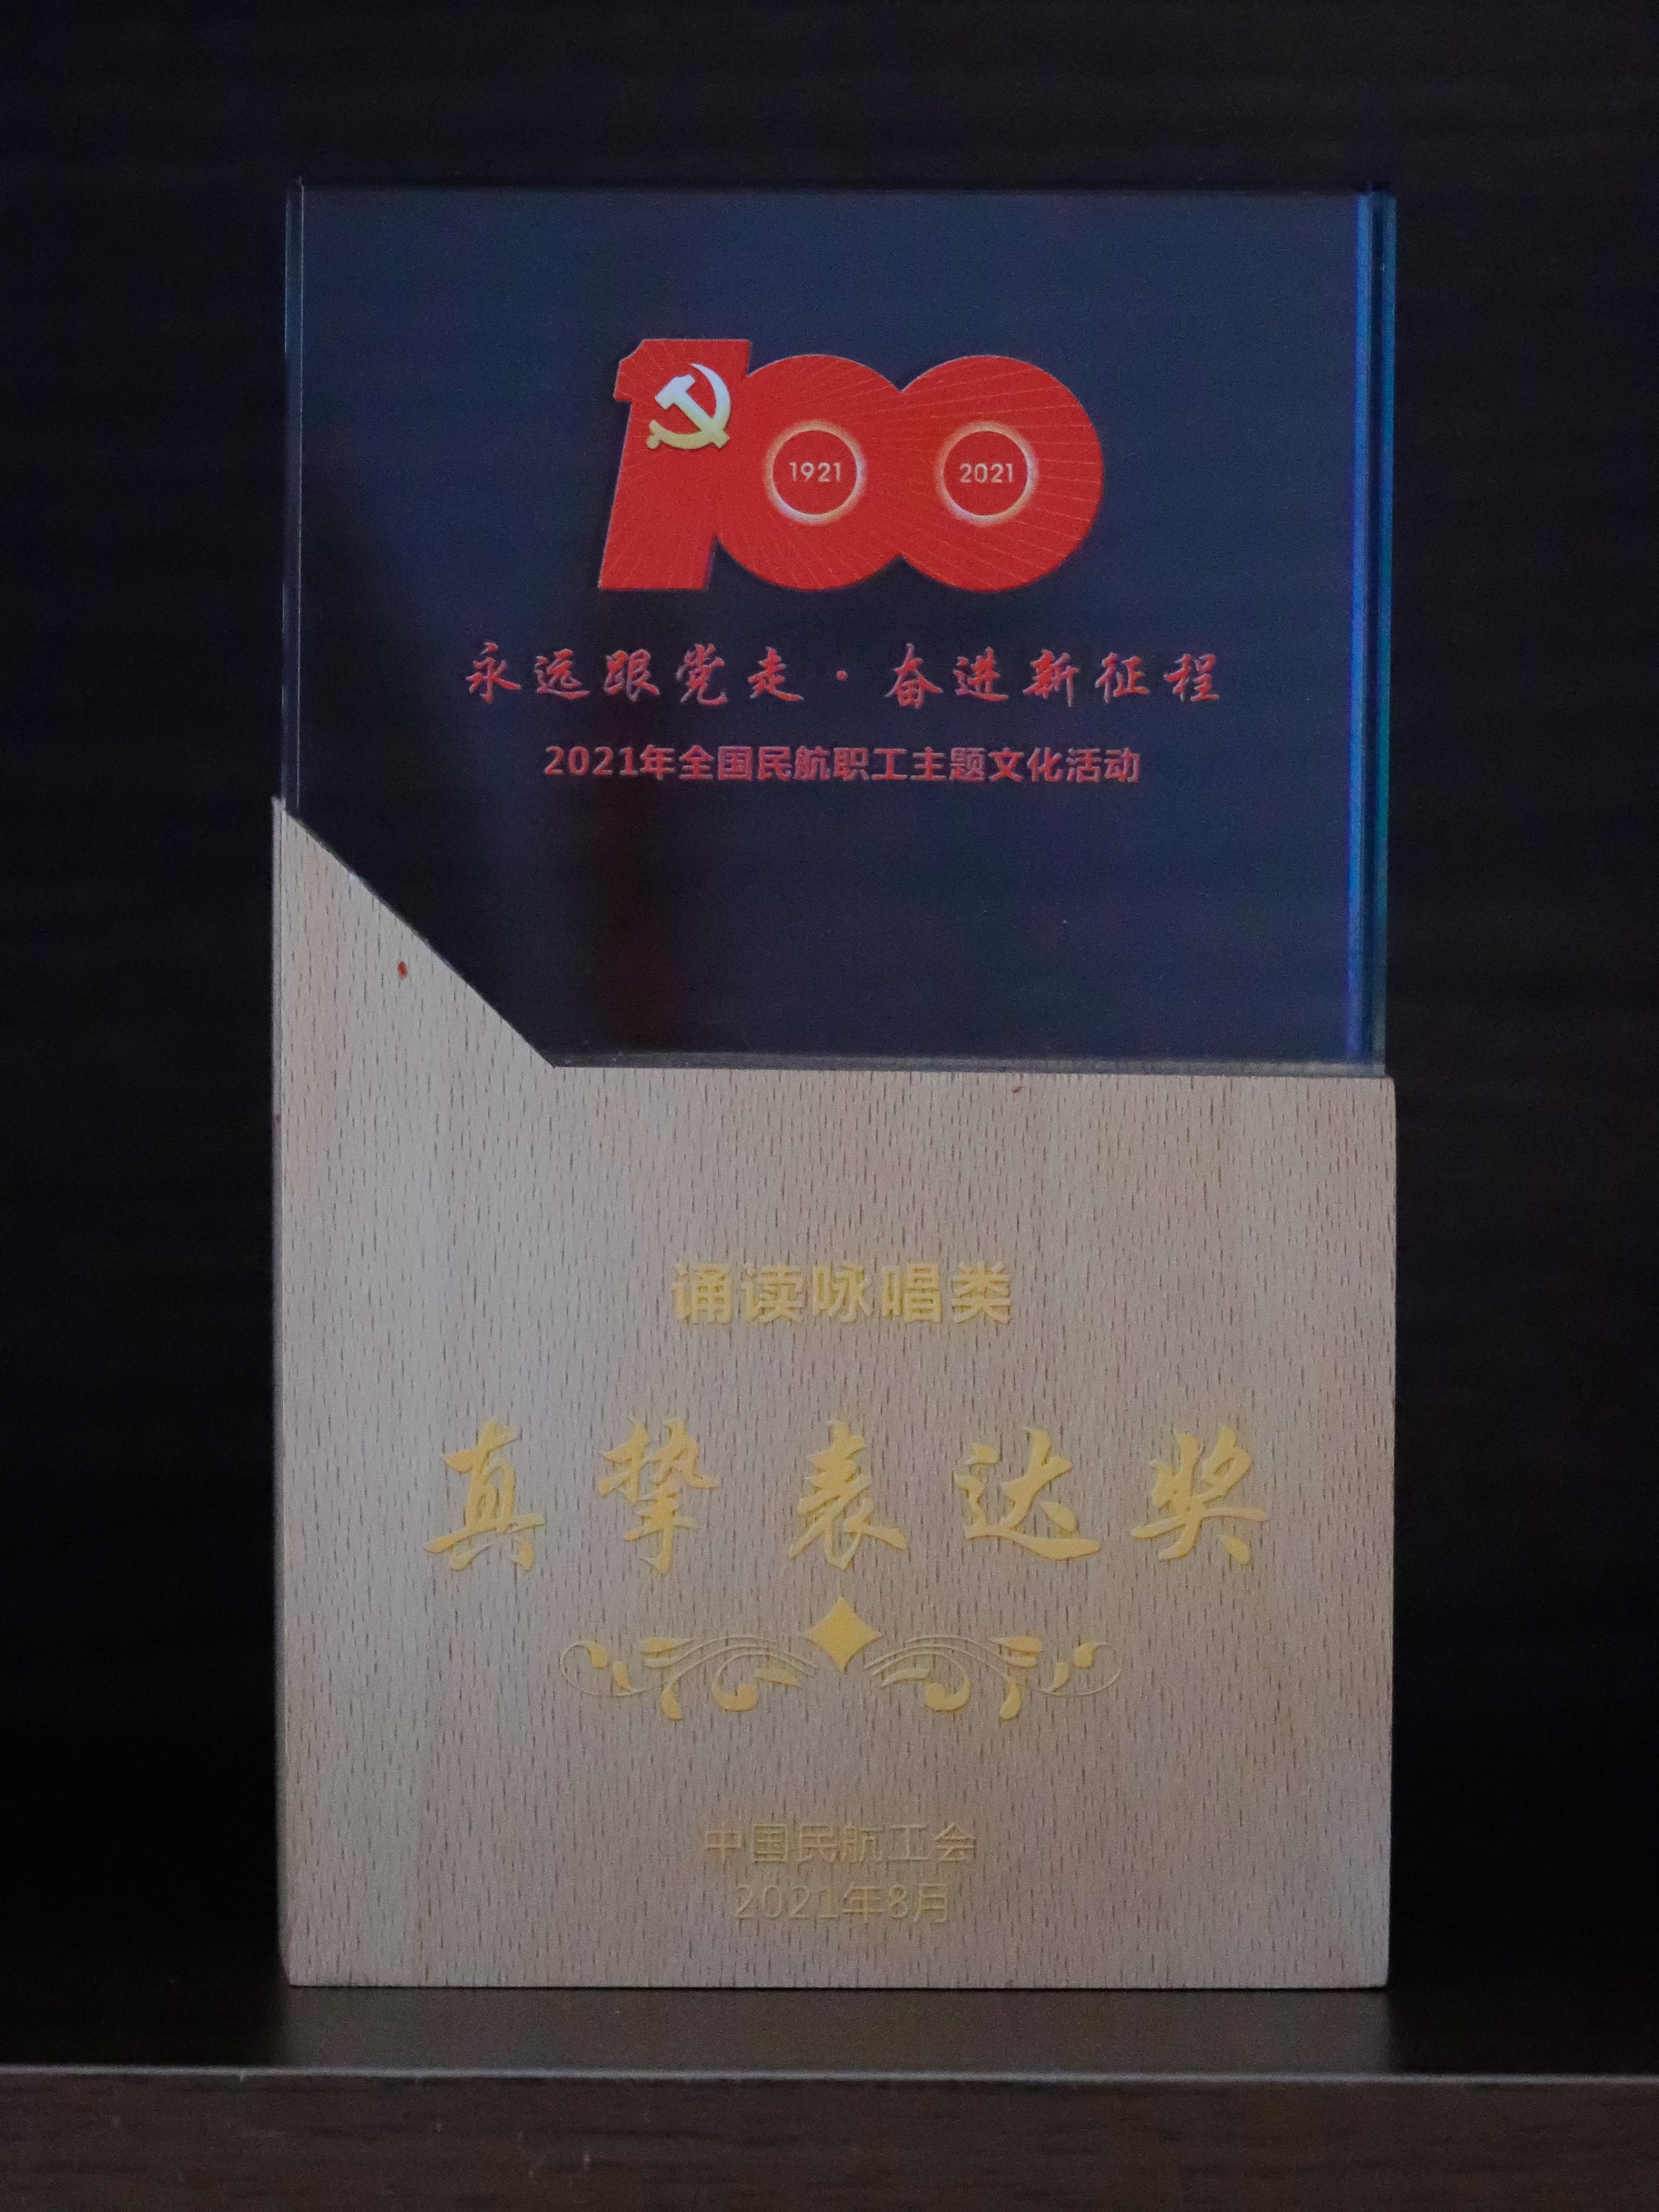 100
1921 2021
永远跟党走·奋进新征程
2021年全国民航职工主题文化活动
诵读咏唱类
真挚表达奖
中国民航工会
2021年8月